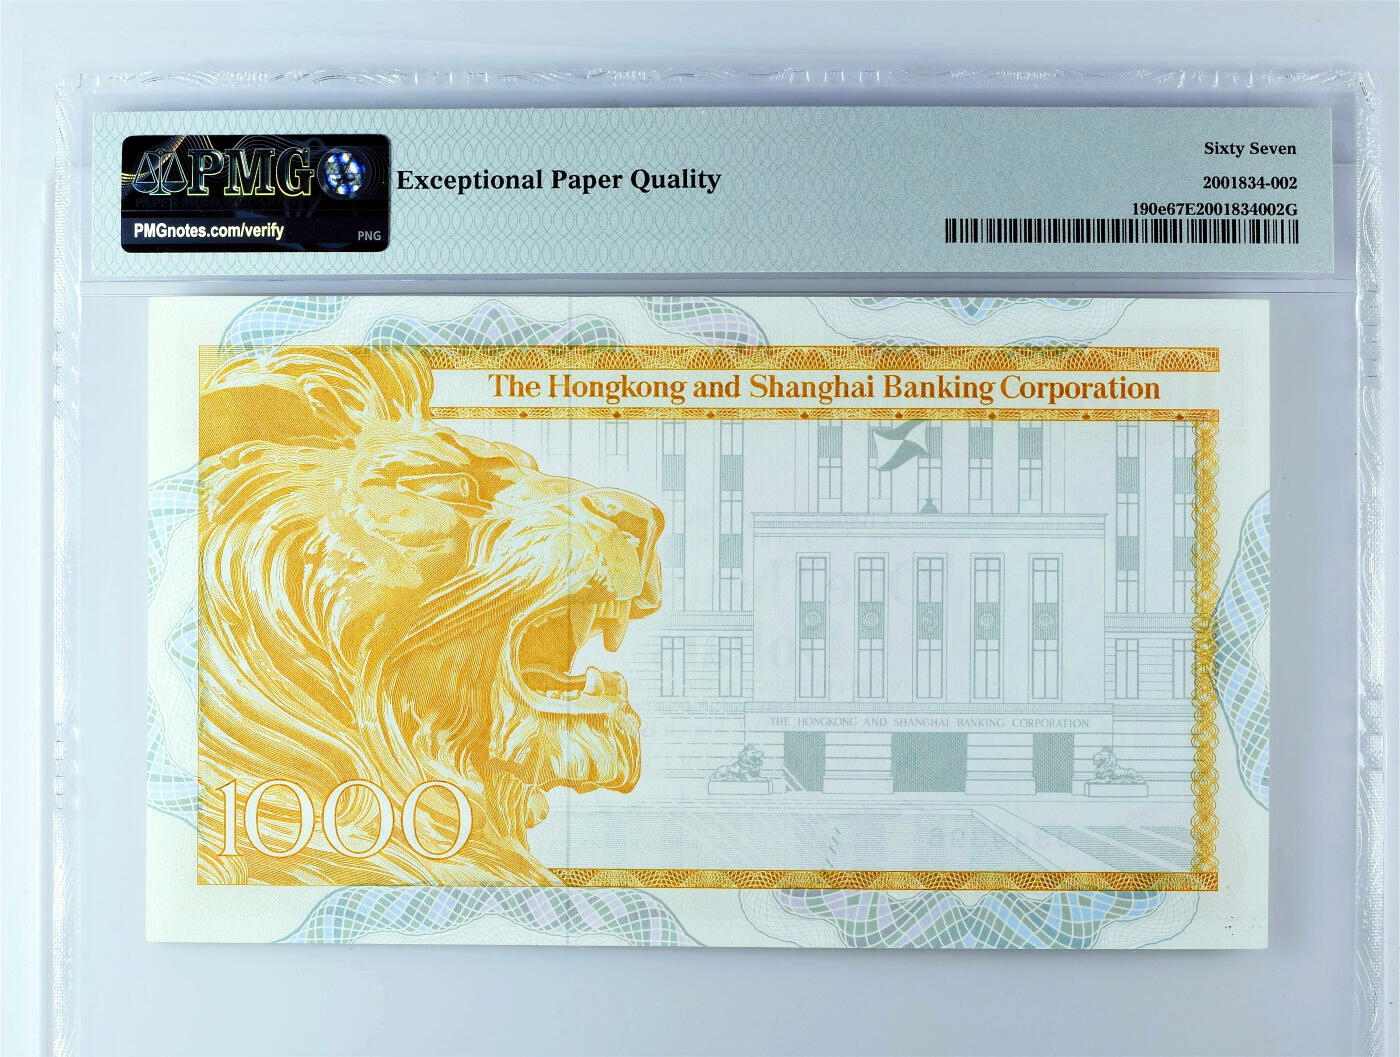 PMG
PMGnotes.com/verify
PNG
Exceptional Paper Quality
Sixty Seven
2001834-002
190e67E2001834002G
The Hongkong and Shanghai Banking Corporation
THE HONGKONG AND SHANGHAI BANKING CORPORATION
1000